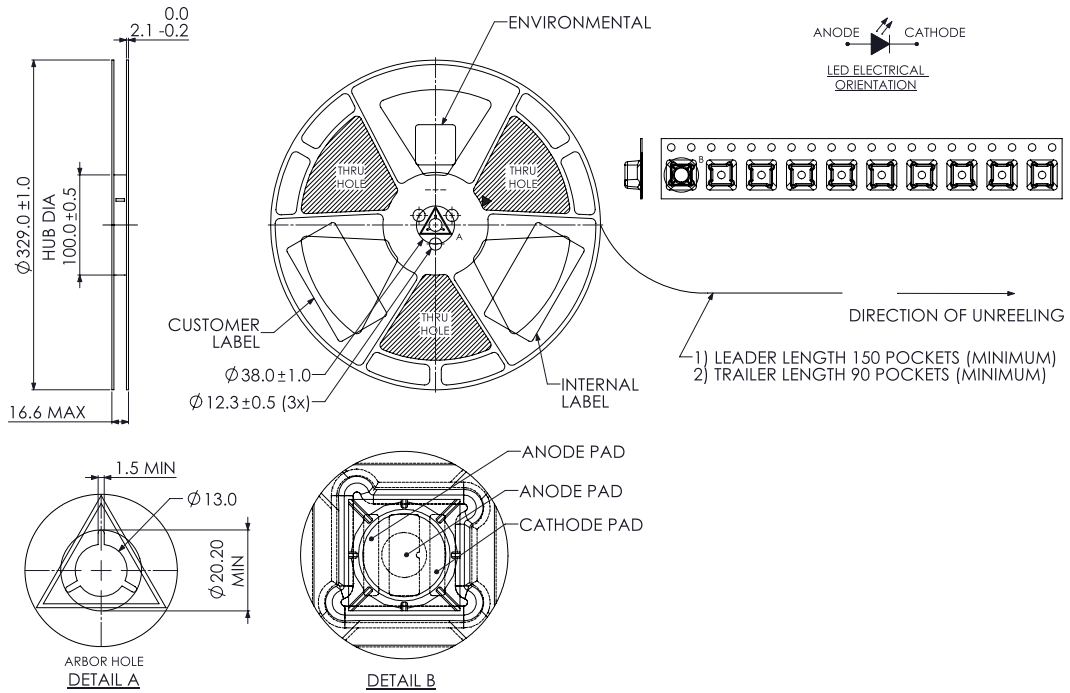 0.0
2.1 -0.2
ENVIRONMENTAL
ANODE
CATHODE
LED ELECTRICAL
ORIENTATION
B
THRU
HOLE
THRU
HOLE
Ø329.0 ±1.0
HUB DIA
100.0 ±0.5
A
THRU
HOLE
CUSTOMER
LABEL
DIRECTION OF UNREELING
Ø38.0±1.0
Ø12.3±0.5 (3x)
INTERNAL
LABEL
1) LEADER LENGTH 150 POCKETS (MINIMUM)
2) TRAILER LENGTH 90 POCKETS (MINIMUM)
16.6 MAX
1.5 MIN
Ø13.0
Ø20.20
MIN
ARBOR HOLE
DETAIL A
ANODE PAD
ANODE PAD
CATHODE PAD
DETAIL B